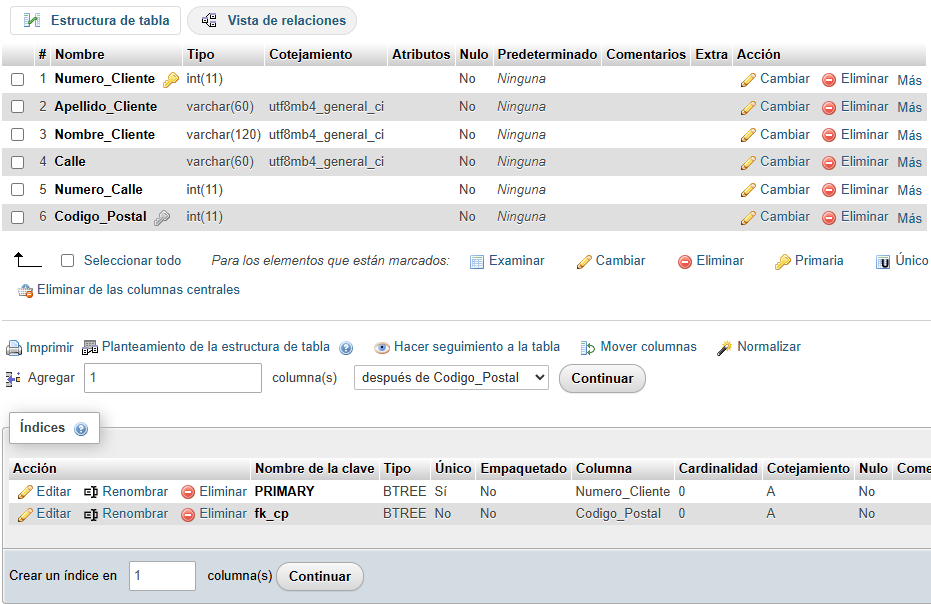 Estructura de tabla Vista de relaciones
# Nombre Tipo Cotejamiento Atributos Nulo Predeterminado Comentarios Extra Acción
1 Numero_Cliente int(11) No Ninguna Cambiar Eliminar Más
2 Apellido_Cliente varchar(60) utf8mb4_general_ci No Ninguna Cambiar Eliminar Más
3 Nombre_Cliente varchar(120) utf8mb4_general_ci No Ninguna Cambiar Eliminar Más
4 Calle varchar(60) utf8mb4_general_ci No Ninguna Cambiar Eliminar Más
5 Numero_Calle int(11) No Ninguna Cambiar Eliminar Más
6 Codigo_Postal int(11) No Ninguna Cambiar Eliminar Más
Seleccionar todo Para los elementos que están marcados: Examinar Cambiar Eliminar Primaria U Único
Eliminar de las columnas centrales
Imprimir Planteamiento de la estructura de tabla Hacer seguimiento a la tabla Mover columnas Normalizar
Agregar 1 columna(s) después de Codigo_Postal Continuar
Índices
Acción Nombre de la clave Tipo Único Empaquetado Columna Cardinalidad Cotejamiento Nulo Come
Editar Renombrar Eliminar PRIMARY BTREE Sí No Numero_Cliente 0 A No
Editar Renombrar Eliminar fk_cp BTREE No No Codigo_Postal 0 A No
Crear un índice en 1 columna(s) Continuar